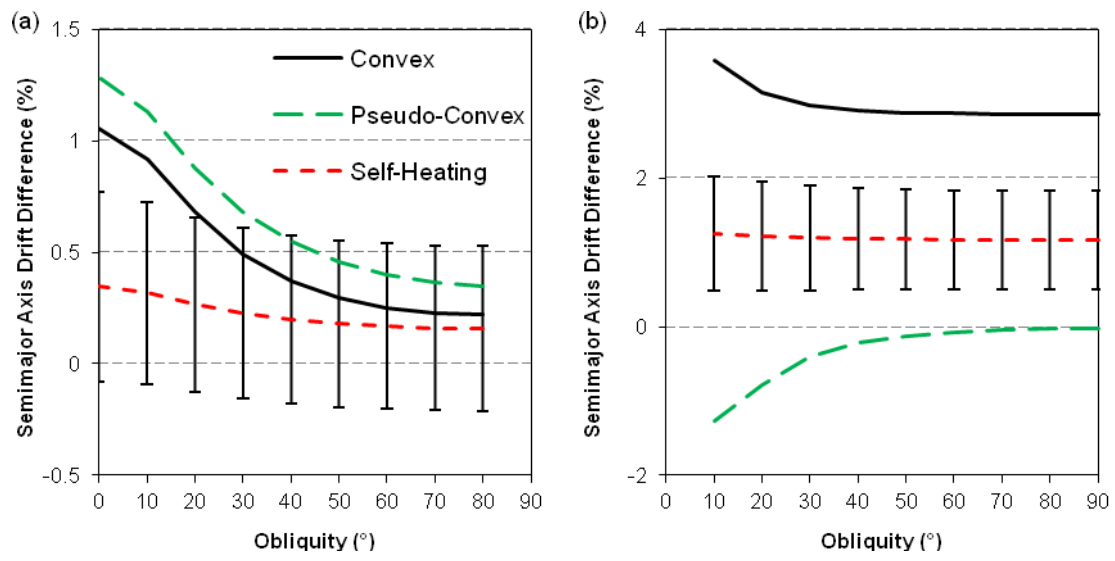 (a)
Semimajor Axis Drift Difference (%)
1.5
1
0.5
0
-0.5
Convex
Pseudo-Convex
Self-Heating
0 10 20 30 40 50 60 70 80 90
Obliquity (°)
(b)
Semimajor Axis Drift Difference (%)
4
2
0
-2
0 10 20 30 40 50 60 70 80 90
Obliquity (°)